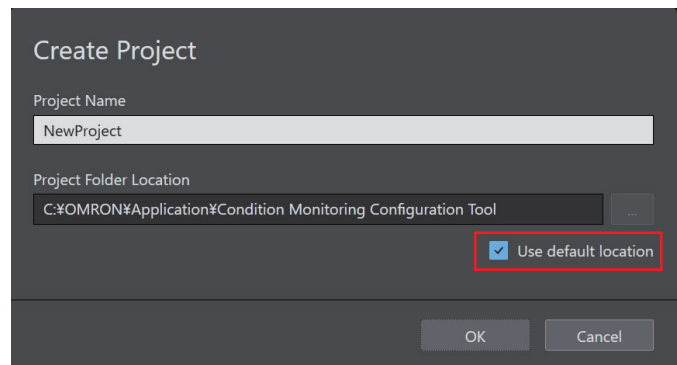 Create Project
Project Name
NewProject
Project Folder Location
C:¥OMRON¥Application¥Condition Monitoring Configuration Tool
...
Use default location
OK
Cancel